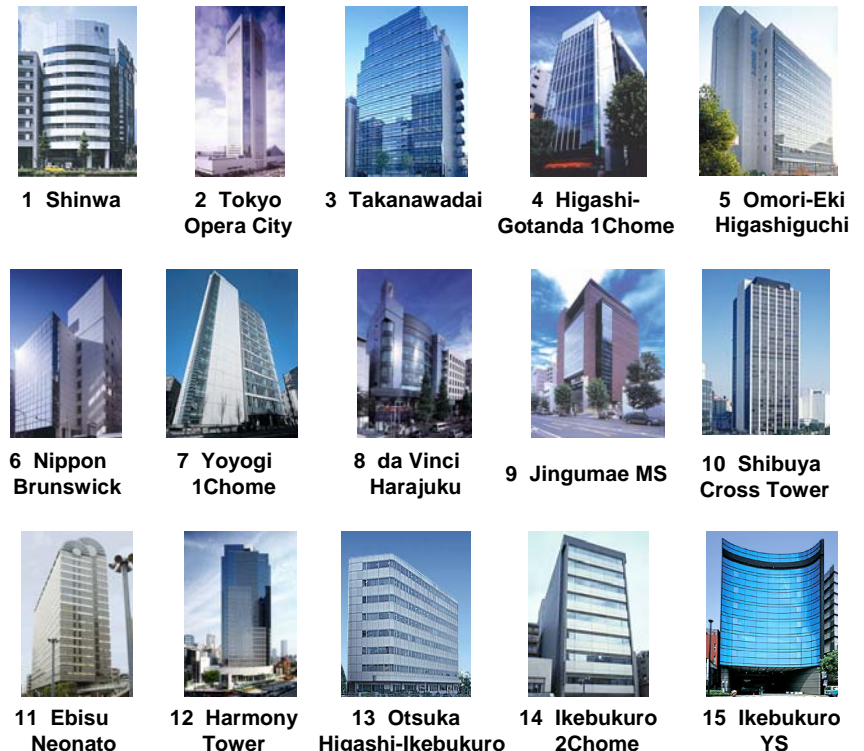 1 Shinwa
2 Tokyo
Opera City
3 Takanawadai
4 Higashi-
Gotanda 1Chome
5 Omori-Eki
Higashiguchi
6 Nippon
Brunswick
7 Yoyogi
1Chome
8 da Vinci
Harajuku
9 Jingumae MS
10 Shibuya
Cross Tower
11 Ebisu
Neonato
12 Harmony
Tower
13 Otsuka
Higashi-Ikebukuro
14 Ikebukuro
2Chome
15 Ikebukuro
YS